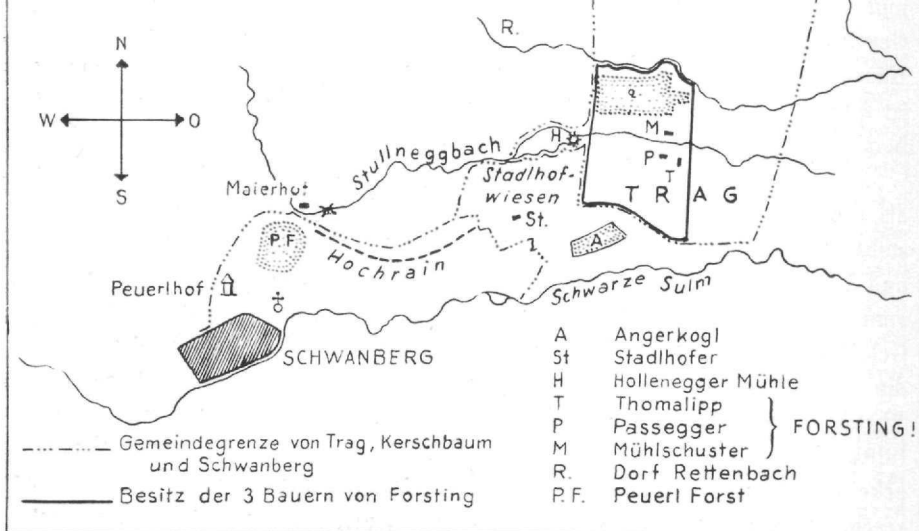 N
W
O
S
R.
Maierhof
Stullneggbach
H
Stadlhof-
wiesen
St.
M
P
T
TRAG
P.F
Hochrain
A
Peuerlhof
Schwarze Sulm
SCHWANBERG
A Angerkogl
St Stadlhofer
H Hollenegger Mühle
T Thomalipp
P Passegger
M Mühlschuster
FORSTING!
R. Dorf Rettenbach
P.F. Peuerl Forst
Gemeindegrenze von Trag, Kerschbaum
und Schwanberg
Besitz der 3 Bauern von Forsting